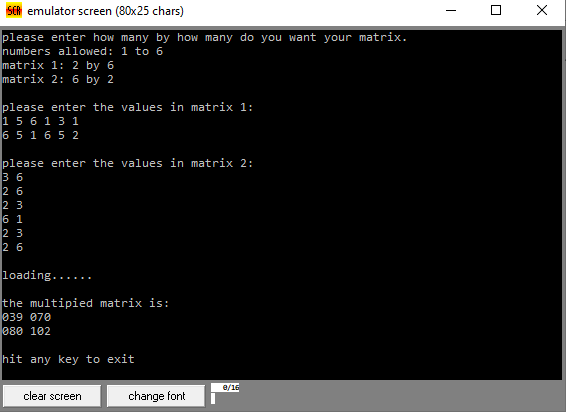 SCR emulator screen (80x25 chars)
please enter how many by how many do you want your matrix.
numbers allowed: 1 to 6
matrix 1: 2 by 6
matrix 2: 6 by 2
please enter the values in matrix 1:
1 5 6 1 3 1
6 5 1 6 5 2
please enter the values in matrix 2:
3 6
2 6
2 3
6 1
2 3
2 6
loading......
the multipied matrix is:
039 070
080 102
hit any key to exit
clear screen change font 0/16